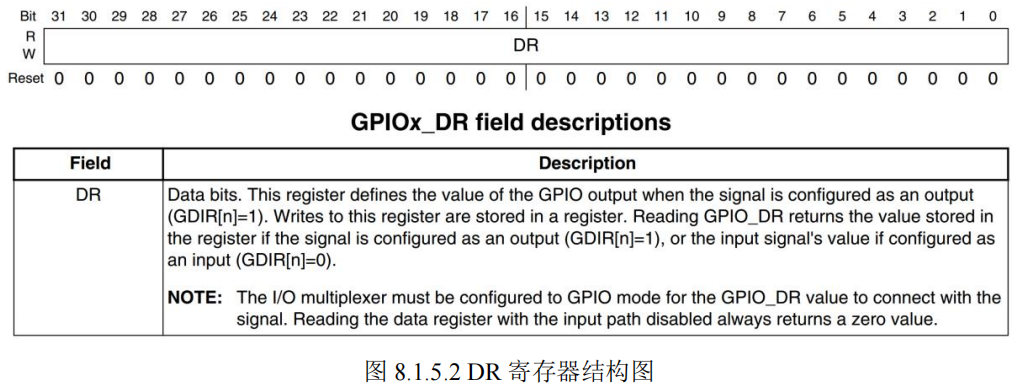 Bit 31 30 29 28 27 26 25 24 23 22 21 20 19 18 17 16 15 14 13 12 11 10 9 8 7 6 5 4 3 2 1 0
R
DR
W
Reset 0 0 0 0 0 0 0 0 0 0 0 0 0 0 0 0 0 0 0 0 0 0 0 0 0 0 0 0 0 0 0 0
GPIOx_DR field descriptions
Field Description
DR Data bits. This register defines the value of the GPIO output when the signal is configured as an output
(GDIR[n]=1). Writes to this register are stored in a register. Reading GPIO_DR returns the value stored in
the register if the signal is configured as an output (GDIR[n]=1), or the input signal's value if configured as
an input (GDIR[n]=0).
NOTE: The I/O multiplexer must be configured to GPIO mode for the GPIO_DR value to connect with the
signal. Reading the data register with the input path disabled always returns a zero value.
图 8.1.5.2 DR 寄存器结构图